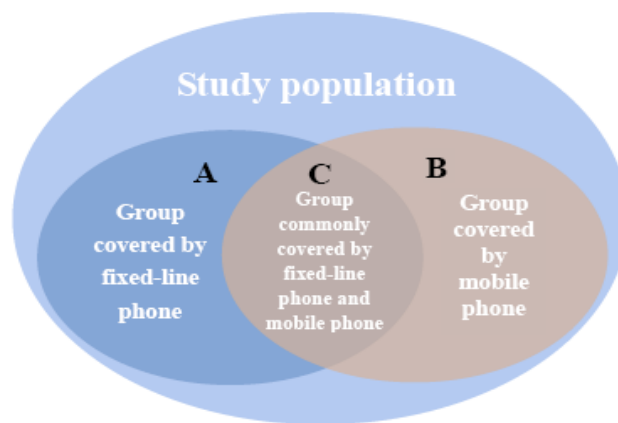 Study population
A
Group
covered by
fixed-line
phone
C
Group
commonly
covered by
fixed-line
phone and
mobile phone
B
Group
covered
by
mobile
phone